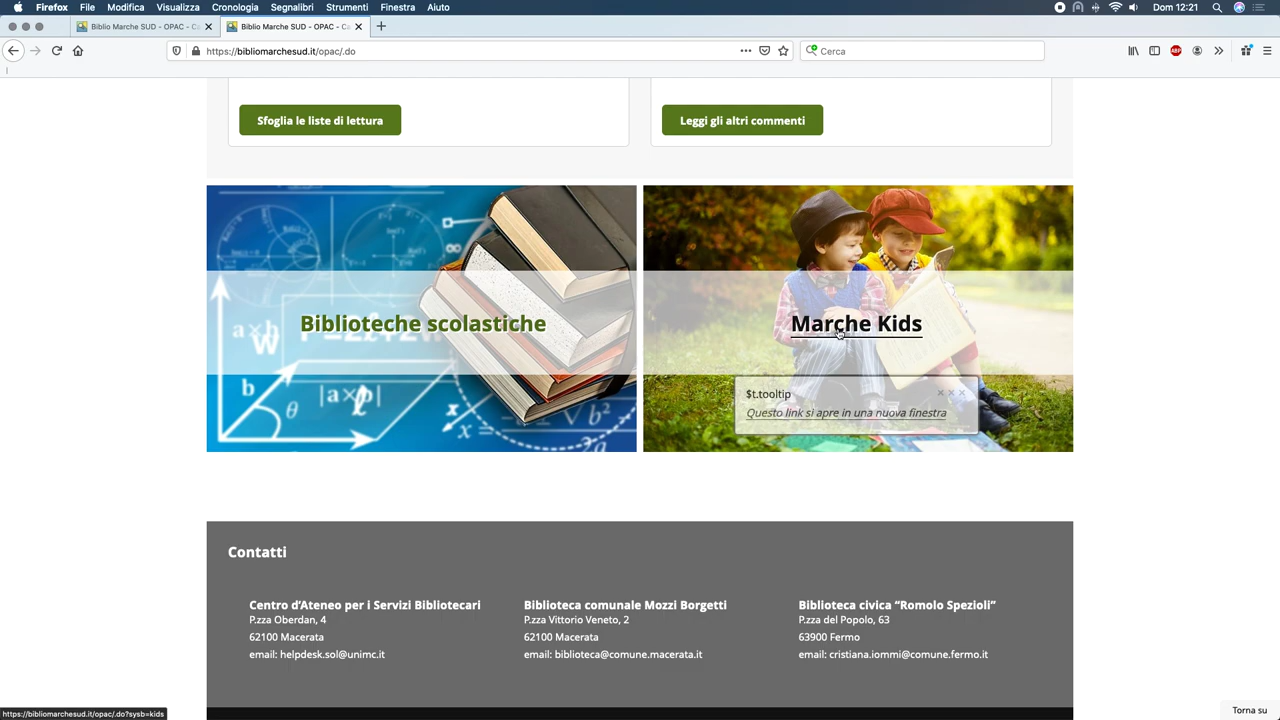 Firefox File Modifica Visualizza Cronologia Segnalibri Strumenti Finestra Aiuto Dom 12:21
Biblio Marche SUD - OPAC - Ca Biblio Marche SUD - OPAC - Ca
https://bibliomarchesud.it/opac/.do Cerca
Sfoglia le liste di lettura
Leggi gli altri commenti
Biblioteche scolastiche
Marche Kids
$t.tooltip
Questo link si apre in una nuova finestra
Contatti
Centro d'Ateneo per i Servizi Bibliotecari
P.zza Oberdan, 4
62100 Macerata
email: helpdesk.sol@unimc.it
Biblioteca comunale Mozzi Borgetti
P.zza Vittorio Veneto, 2
62100 Macerata
email: biblioteca@comune.macerata.it
Biblioteca civica “Romolo Spezioli”
P.zza del Popolo, 63
63900 Fermo
email: cristiana.iommi@comune.fermo.it
https://bibliomarchesud.it/opac/.do?sysb=kids
Torna su